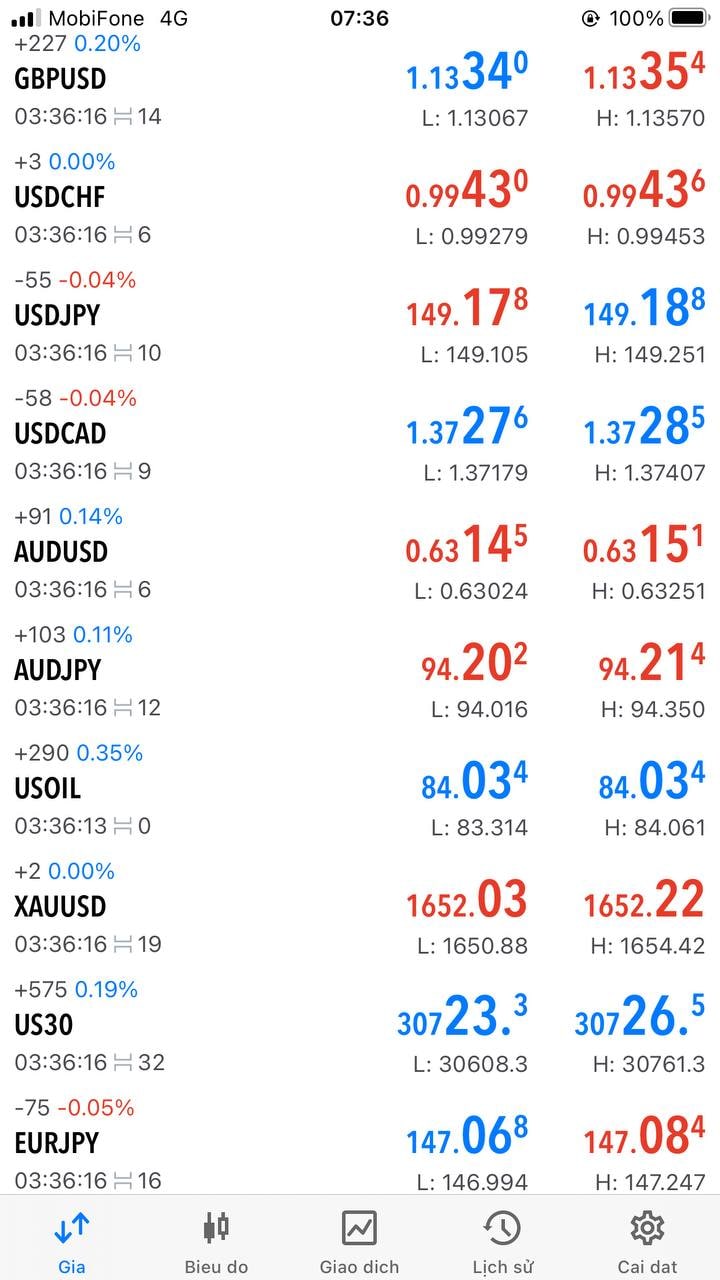 MobiFone 4G 07:36 100%
+227 0.20%
GBPUSD 1.13340 1.13354
03:36:16 14 L: 1.13067 H: 1.13570
+3 0.00%
USDCHF 0.99430 0.99436
03:36:16 6 L: 0.99279 H: 0.99453
-55 -0.04%
USDJPY 149.178 149.188
03:36:16 10 L: 149.105 H: 149.251
-58 -0.04%
USDCAD 1.37276 1.37285
03:36:16 9 L: 1.37179 H: 1.37407
+91 0.14%
AUDUSD 0.63145 0.63151
03:36:16 6 L: 0.63024 H: 0.63251
+103 0.11%
AUDJPY 94.202 94.214
03:36:16 12 L: 94.016 H: 94.350
+290 0.35%
USOIL 84.034 84.034
03:36:13 0 L: 83.314 H: 84.061
+2 0.00%
XAUUSD 1652.03 1652.22
03:36:16 19 L: 1650.88 H: 1654.42
+575 0.19%
US30 30723.3 30726.5
03:36:16 32 L: 30608.3 H: 30761.3
-75 -0.05%
EURJPY 147.068 147.084
03:36:16 16 L: 146.994 H: 147.247
Gia Bieu do Giao dich Lịch sử Cai dat